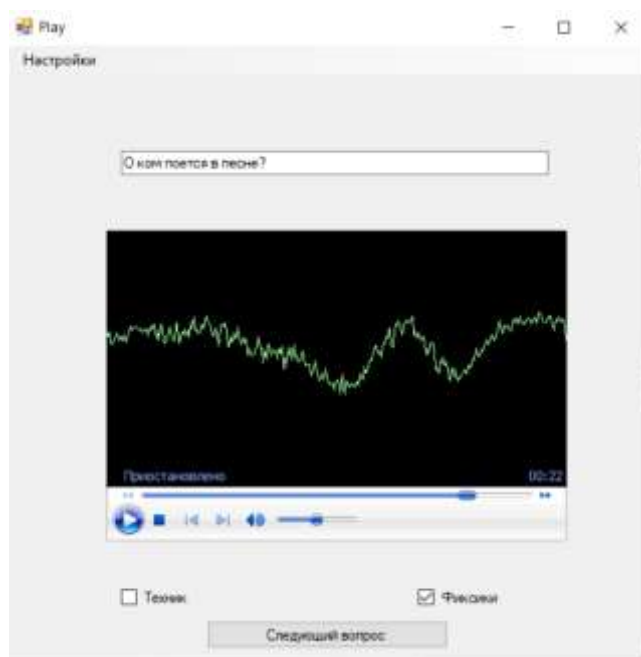 Play
Настройки
О ком поется в песне?
Приостановлено 00:22
Техник Фиксики
Следующий вопрос